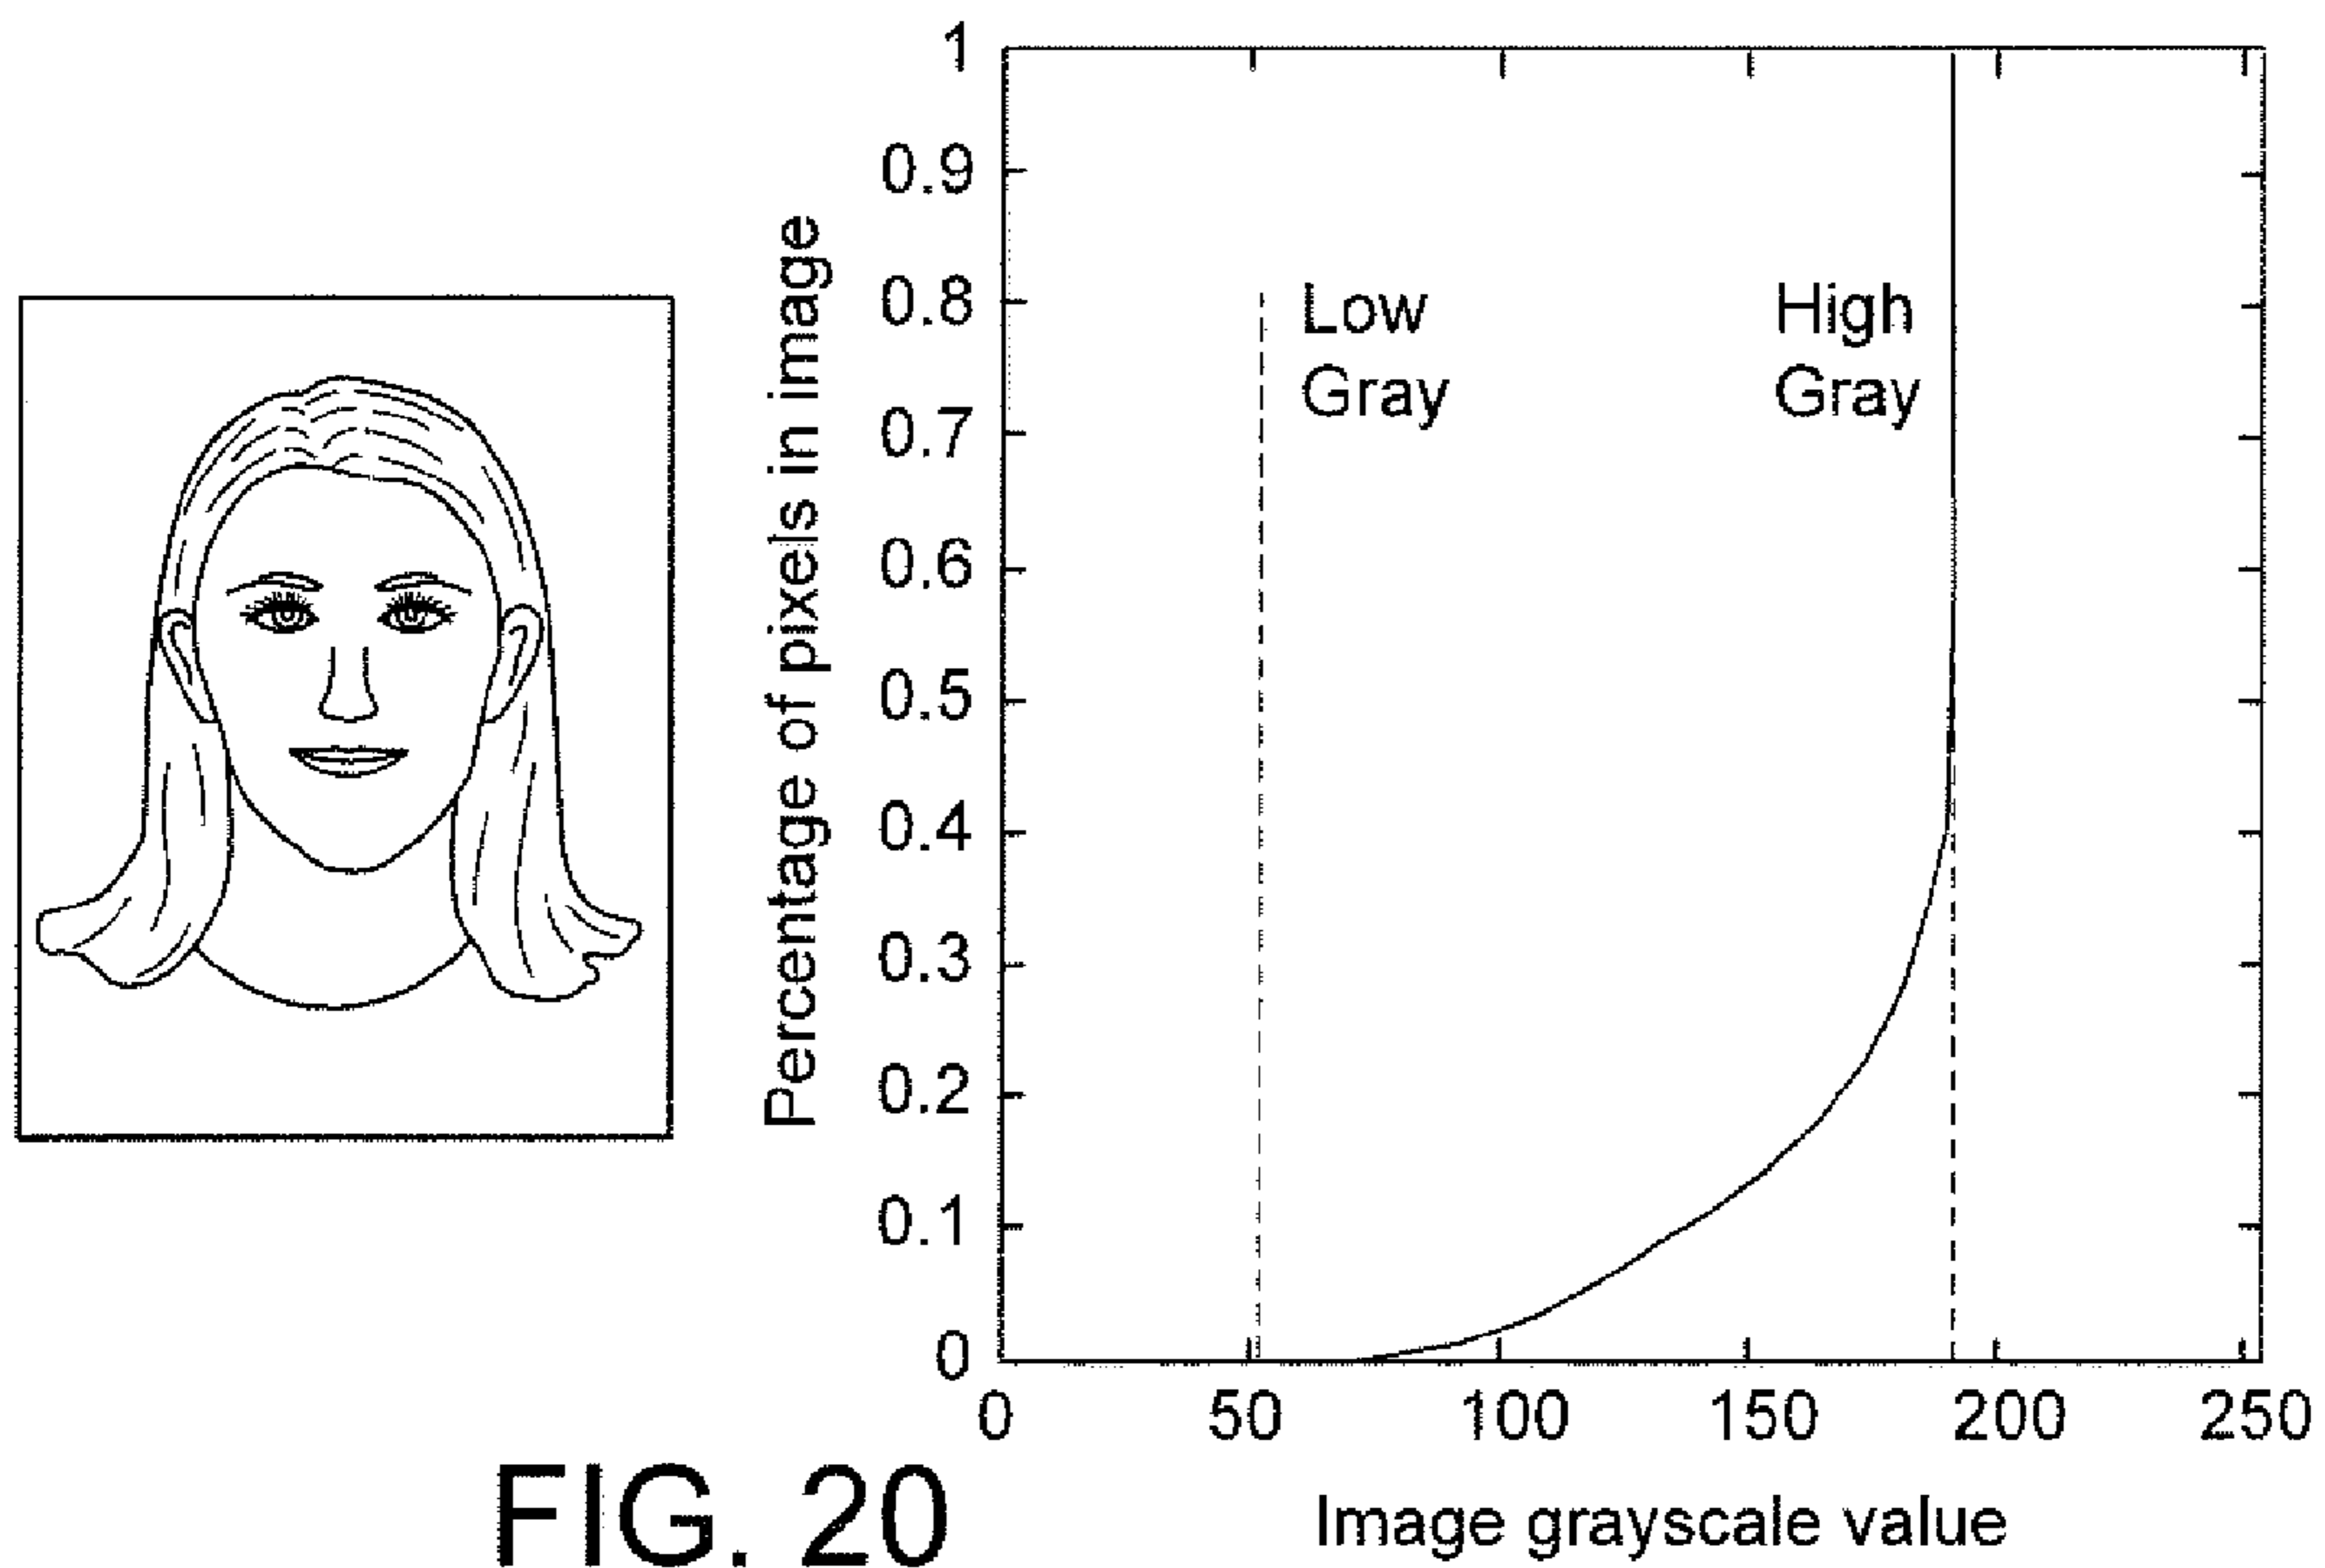 Percentage of pixels in image
1
0.9
0.8
0.7
0.6
0.5
0.4
0.3
0.2
0.1
0
Low
Gray
High
Gray
0 50 100 150 200 250
Image grayscale value
FIG. 20